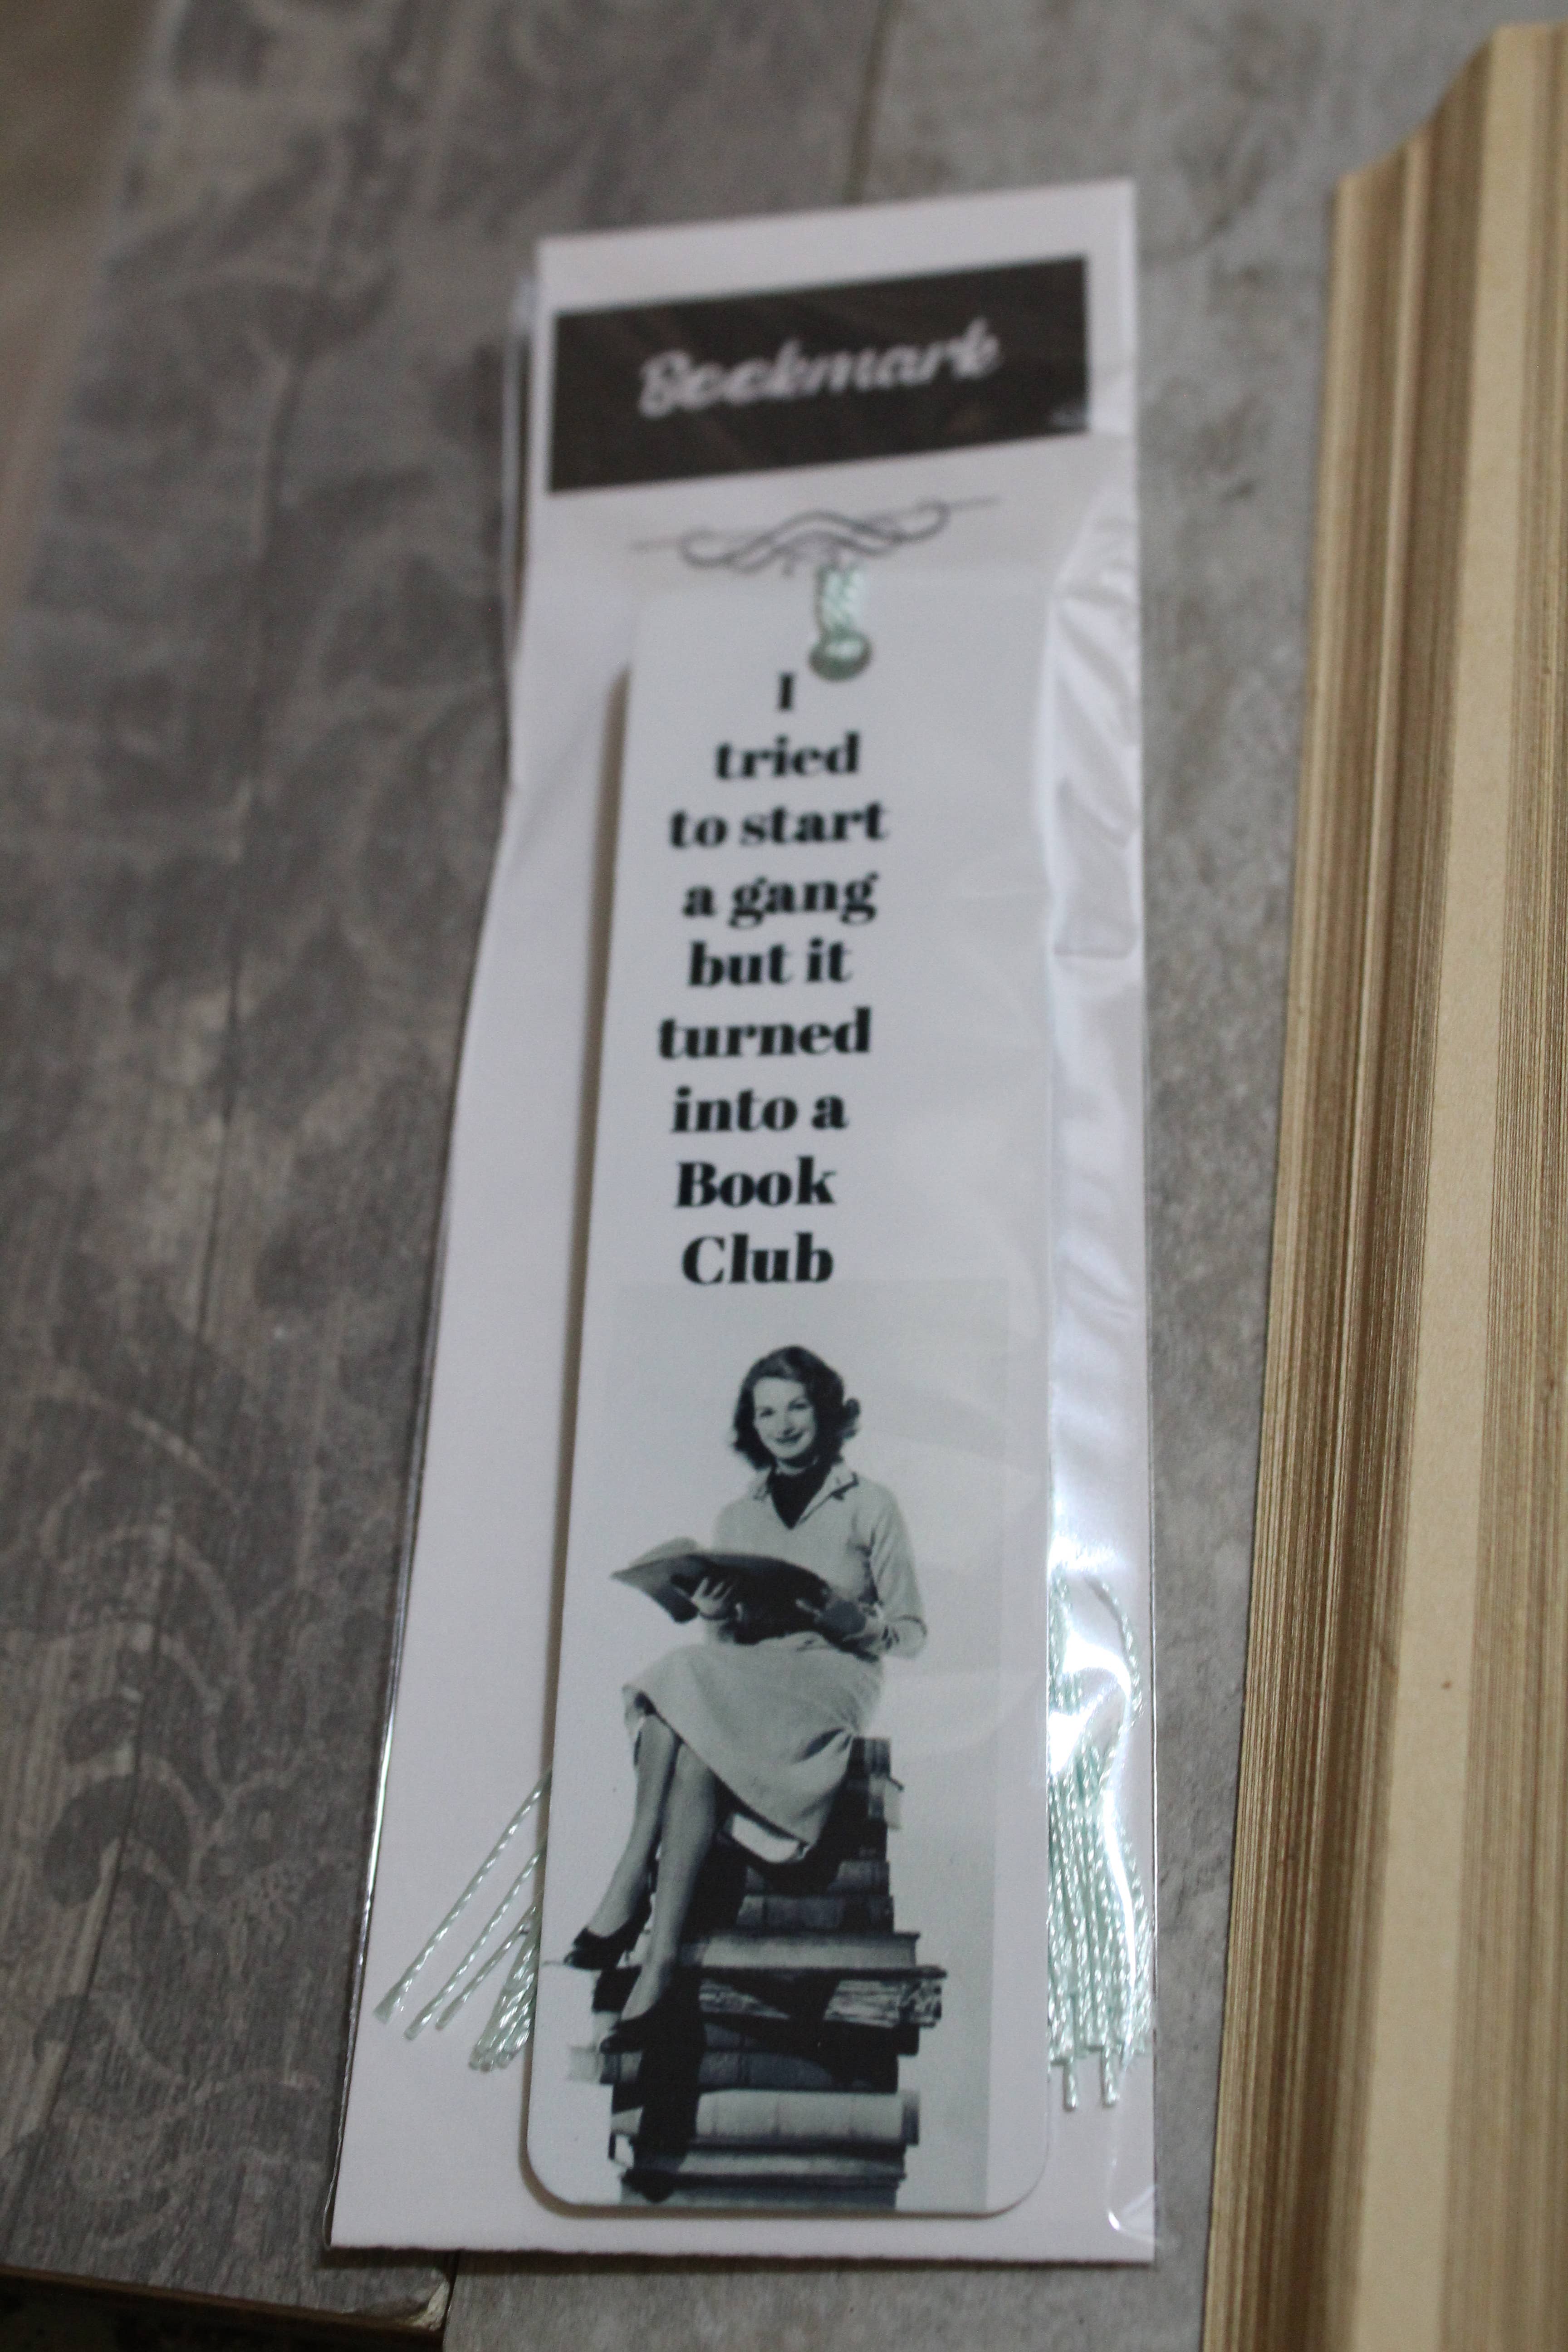 Bookmark
I
tried
to start
a gang
but it
turned
into a
Book
Club